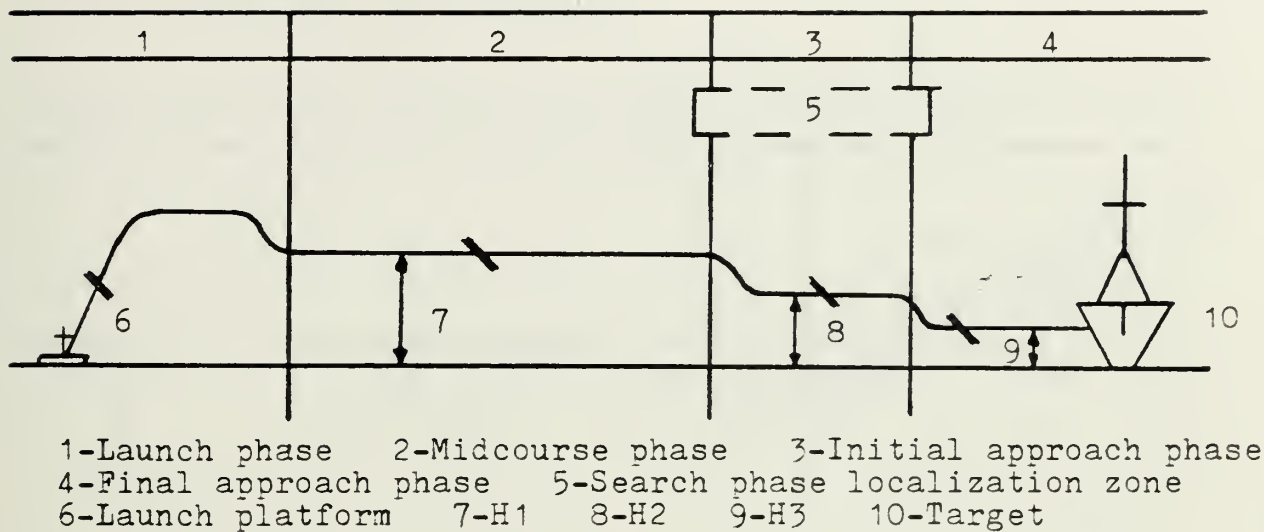 1 2 3 4
5
6 7 8 9 10
1-Launch phase 2-Midcourse phase 3-Initial approach phase
4-Final approach phase 5-Search phase localization zone
6-Launch platform 7-H1 8-H2 9-H3 10-Target